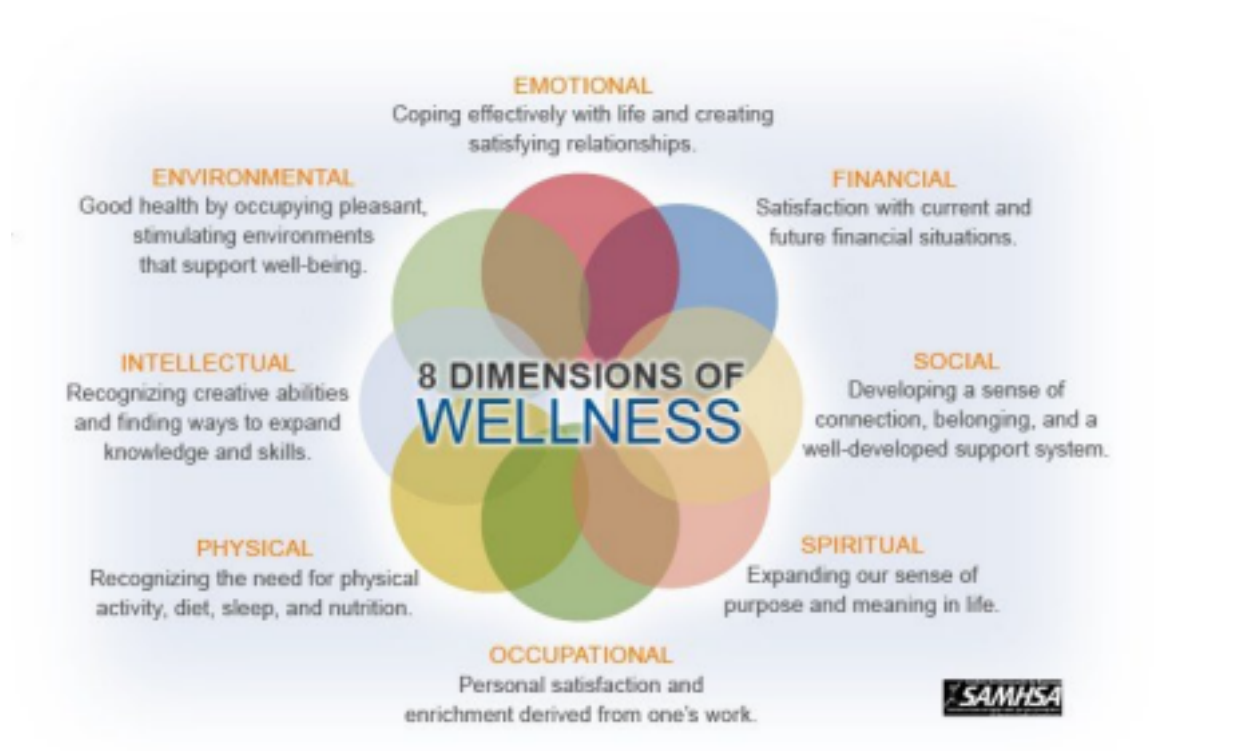 EMOTIONAL
Coping effectively with life and creating
satisfying relationships.
ENVIRONMENTAL
Good health by occupying pleasant,
stimulating environments
that support well-being.
FINANCIAL
Satisfaction with current and
future financial situations.
INTELLECTUAL
Recognizing creative abilities
and finding ways to expand
knowledge and skills.
8 DIMENSIONS OF
WELLNESS
SOCIAL
Developing a sense of
connection, belonging, and a
well-developed support system.
PHYSICAL
Recognizing the need for physical
activity, diet, sleep, and nutrition.
SPIRITUAL
Expanding our sense of
purpose and meaning in life.
OCCUPATIONAL
Personal satisfaction and
enrichment derived from one's work.
SAMHSA